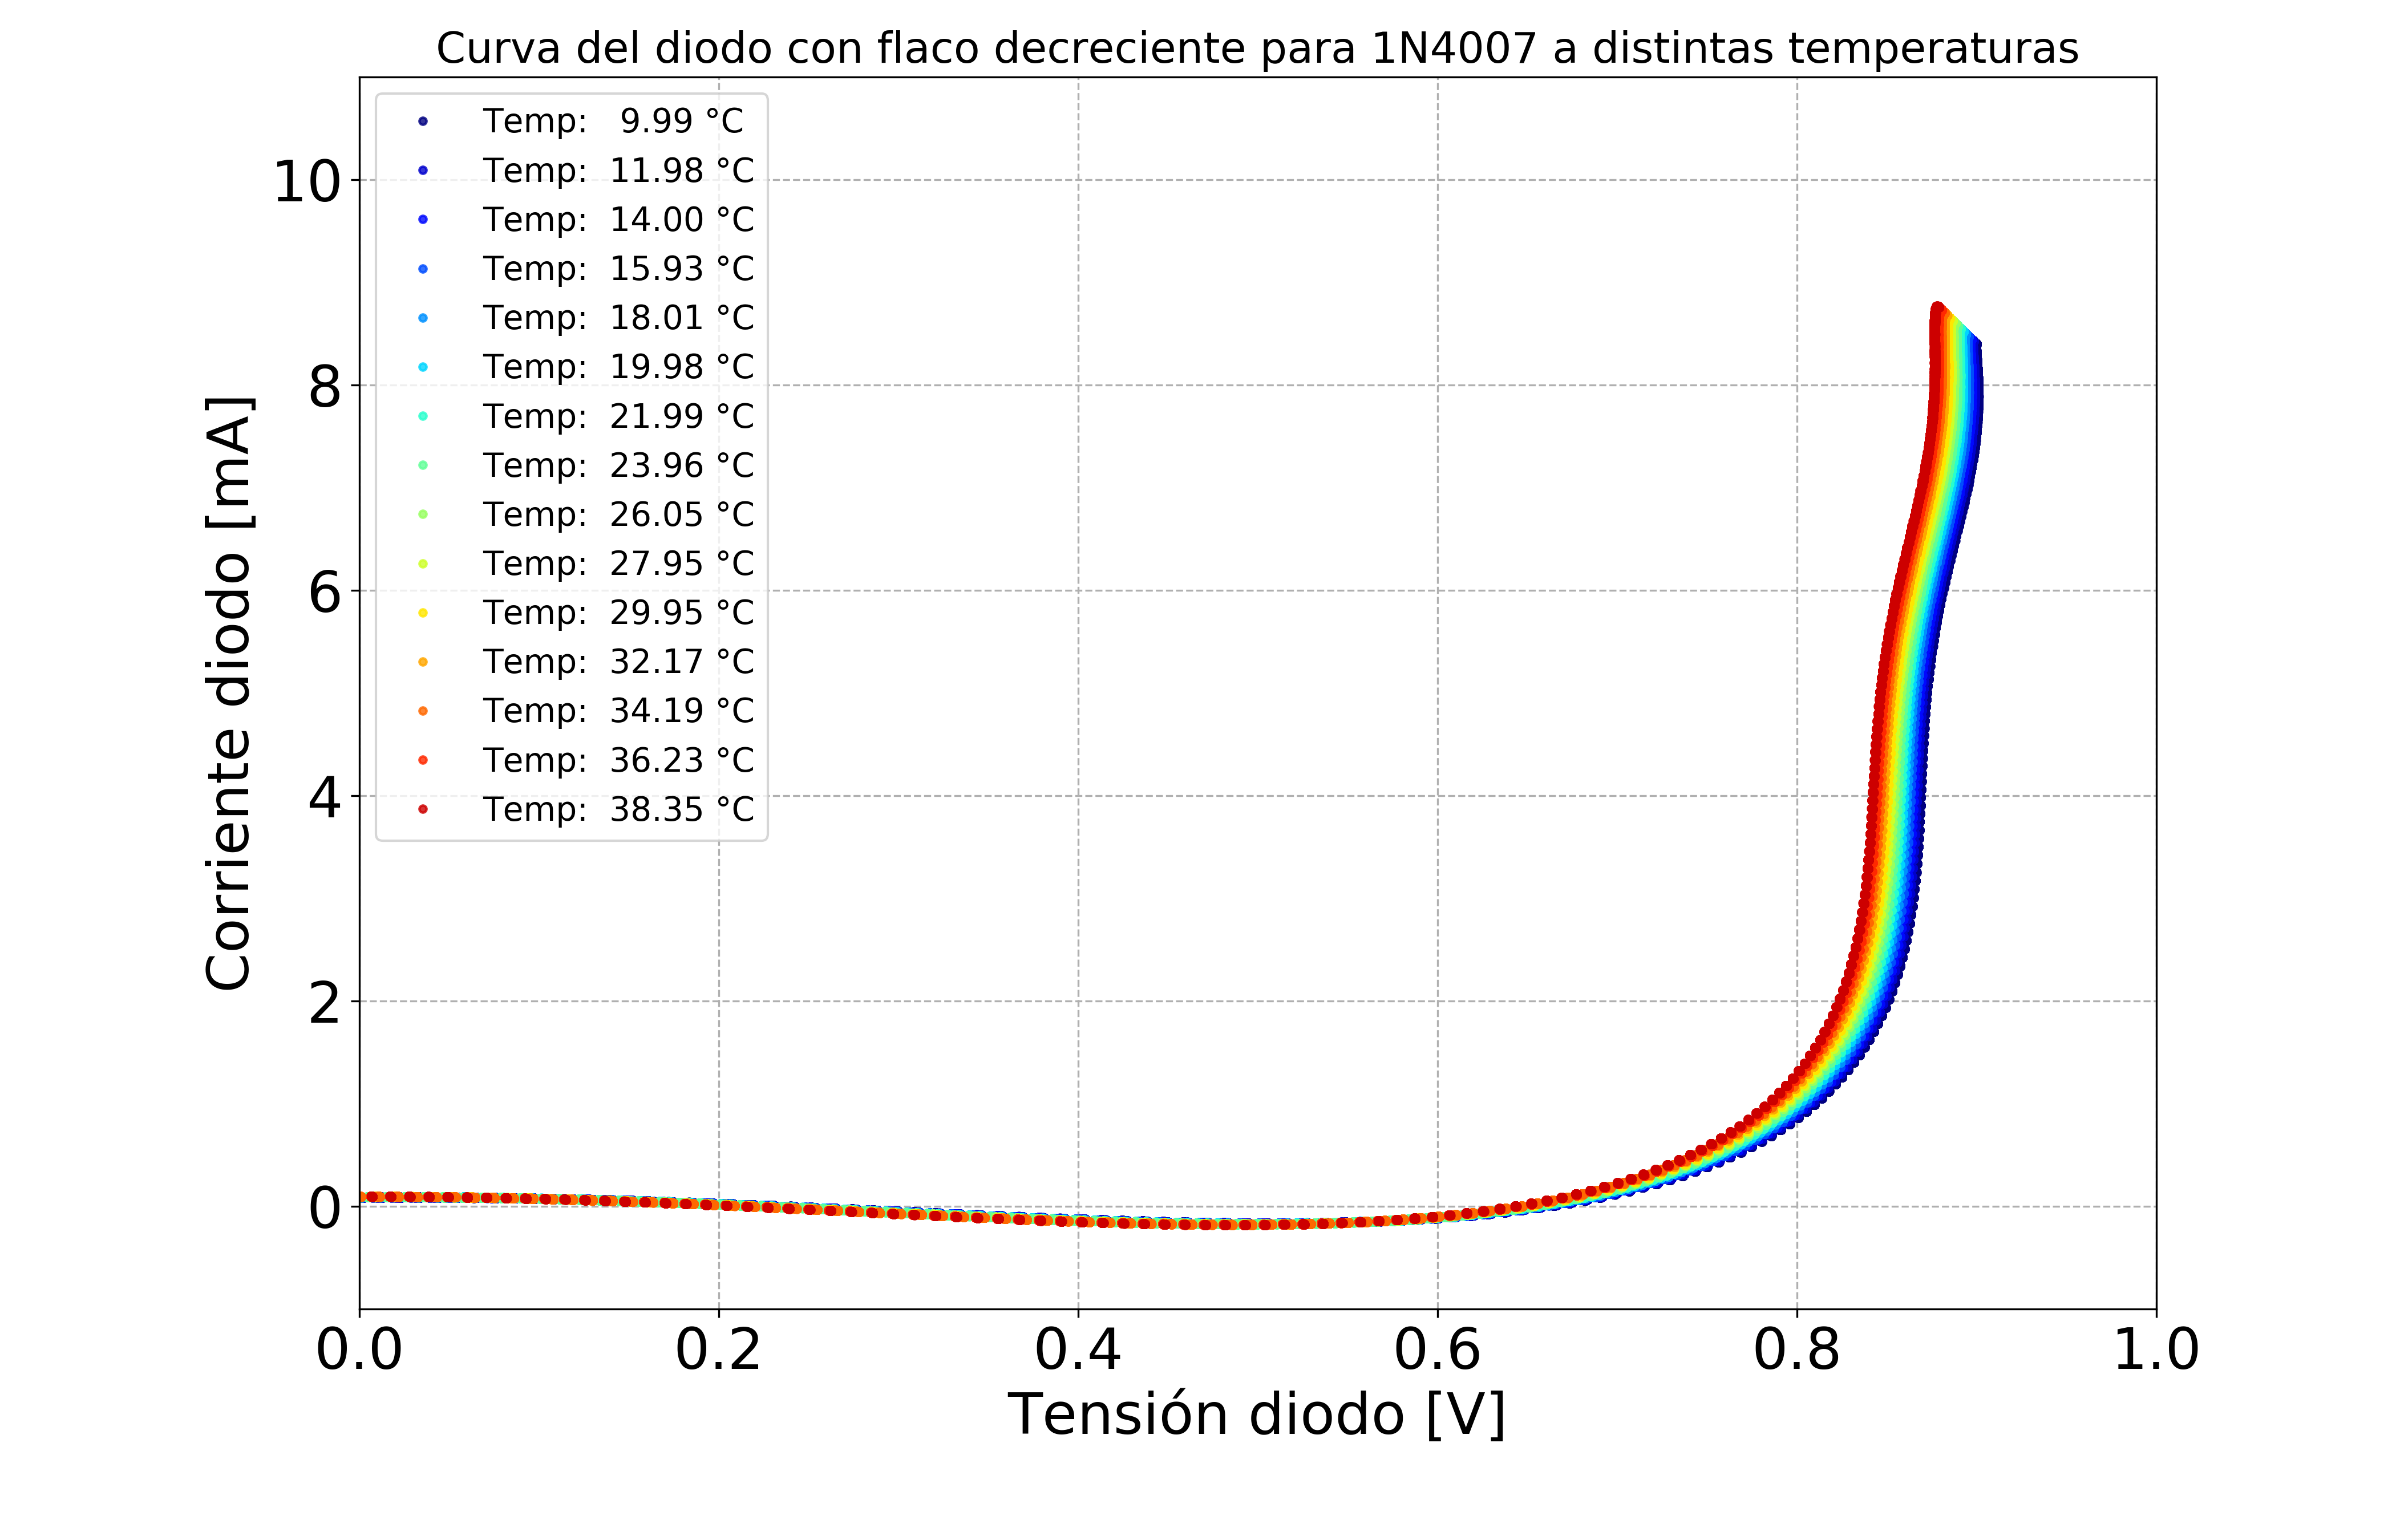 Curva del diodo con flaco decreciente para 1N4007 a distintas temperaturas
Temp: 9.99 °C
Temp: 11.98 °C
Temp: 14.00 °C
Temp: 15.93 °C
Temp: 18.01 °C
Temp: 19.98 °C
Temp: 21.99 °C
Temp: 23.96 °C
Temp: 26.05 °C
Temp: 27.95 °C
Temp: 29.95 °C
Temp: 32.17 °C
Temp: 34.19 °C
Temp: 36.23 °C
Temp: 38.35 °C
Corriente diodo [mA]
10
8
6
4
2
0
0.0 0.2 0.4 0.6 0.8 1.0
Tensión diodo [V]